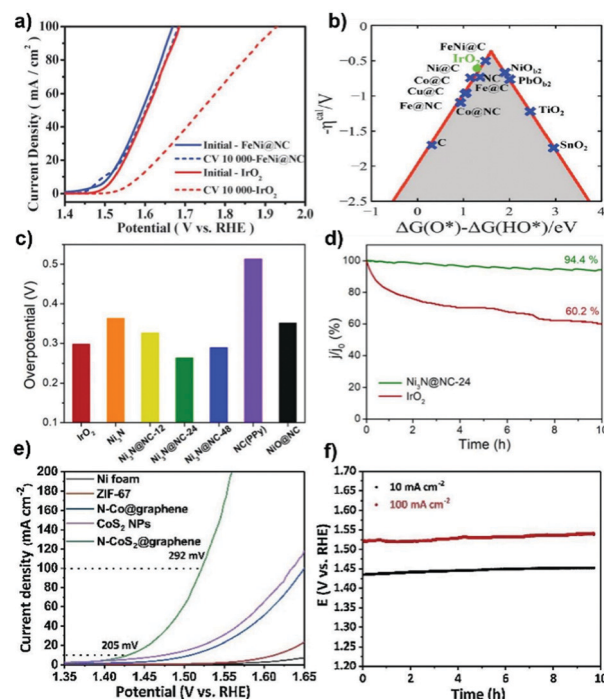 a)
Current Density ( mA / cm² )
100
80
60
40
20
0
Initial - FeNi@NC
CV 10 000-FeNi@NC
Initial - IrO₂
CV 10 000-IrO₂
1.4 1.5 1.6 1.7 1.8 1.9 2.0
Potential ( V vs. RHE )
b)
-η^cal/V
0
−0.5
−1
−1.5
−2
−2.5
FeNi@C
IrO₂
Ni@C
NC
NiO_b2
Co@C
Fe@C
PbO_b2
Cu@C
Fe@NC
Co@NC
TiO₂
C
SnO₂
−1 0 1 2 3 4
ΔG(O*)-ΔG(HO*)/eV
c)
Overpotential (V)
0.5
0.4
0.3
0.2
0.1
IrO₂
Ni₃N
Ni₃N@NC-12
Ni₃N@NC-24
Ni₃N@NC-48
NC(PPy)
NiO@NC
d)
j/j₀ (%)
100
80
60
40
20
0
94.4 %
60.2 %
Ni₃N@NC-24
IrO₂
0 2 4 6 8 10
Time (h)
e)
Current density (mA cm⁻²)
200
180
160
140
120
100
80
60
40
20
0
Ni foam
ZIF-67
N-Co@graphene
CoS₂ NPs
N-CoS₂@graphene
292 mV
205 mV
1.35 1.40 1.45 1.50 1.55 1.60 1.65
Potential (V vs. RHE)
f)
E (V vs. RHE)
1.70
1.65
1.60
1.55
1.50
1.45
1.40
1.35
1.30
1.25
1.20
10 mA cm⁻²
100 mA cm⁻²
0 2 4 6 8 10
Time (h)